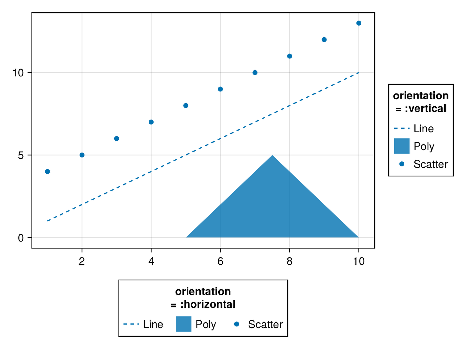 10
5
0
2
4
6
8
10
orientation
= :vertical
Line
Poly
Scatter
orientation
= :horizontal
Line Poly Scatter